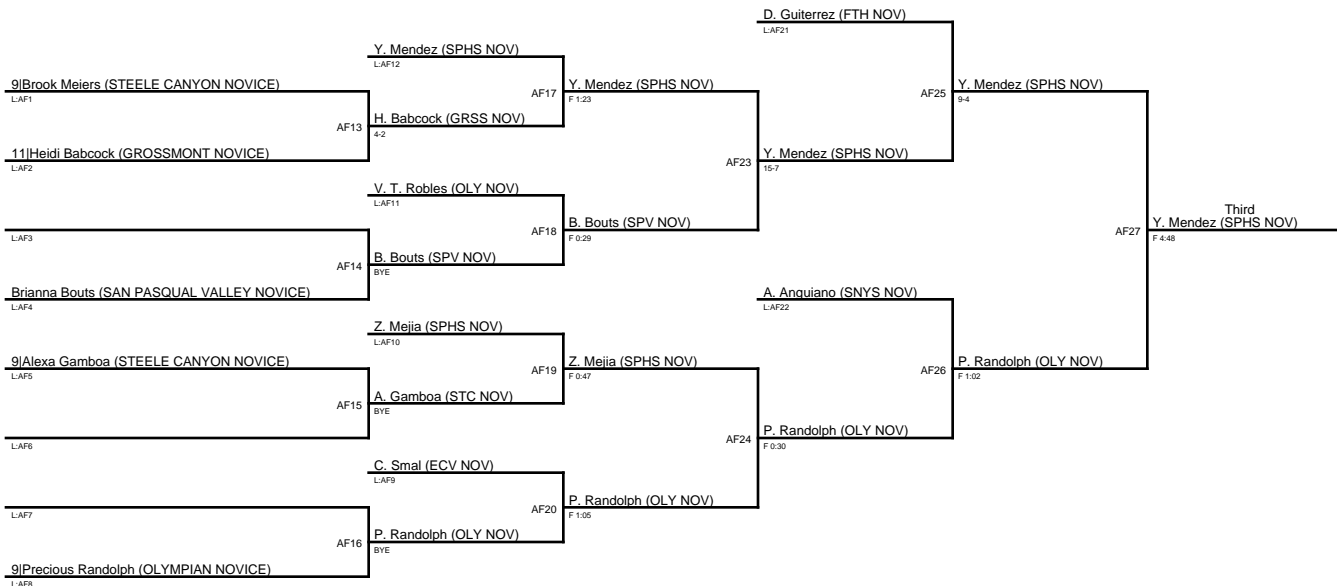 D. Guiterrez (FTH NOV)
L:AF21
Y. Mendez (SPHS NOV)
L:AF12
9|Brook Meiers (STEELE CANYON NOVICE)
L:AF1
AF17
Y. Mendez (SPHS NOV)
F 1:23
AF25
Y. Mendez (SPHS NOV)
9-4
AF13
H. Babcock (GRSS NOV)
4-2
11|Heidi Babcock (GROSSMONT NOVICE)
L:AF2
AF23
Y. Mendez (SPHS NOV)
15-7
V. T. Robles (OLY NOV)
L:AF11
L:AF3
AF18
B. Bouts (SPV NOV)
F 0:29
AF27
Third
Y. Mendez (SPHS NOV)
F 4:48
AF14
B. Bouts (SPV NOV)
BYE
Brianna Bouts (SAN PASQUAL VALLEY NOVICE)
L:AF4
A. Anguiano (SNYS NOV)
L:AF22
Z. Mejia (SPHS NOV)
L:AF10
9|Alexa Gamboa (STEELE CANYON NOVICE)
L:AF5
AF19
Z. Mejia (SPHS NOV)
F 0:47
AF26
P. Randolph (OLY NOV)
F 1:02
AF15
A. Gamboa (STC NOV)
BYE
L:AF6
AF24
P. Randolph (OLY NOV)
F 0:30
C. Smal (ECV NOV)
L:AF9
L:AF7
AF20
P. Randolph (OLY NOV)
F 1:05
AF16
P. Randolph (OLY NOV)
BYE
9|Precious Randolph (OLYMPIAN NOVICE)
L:AF8